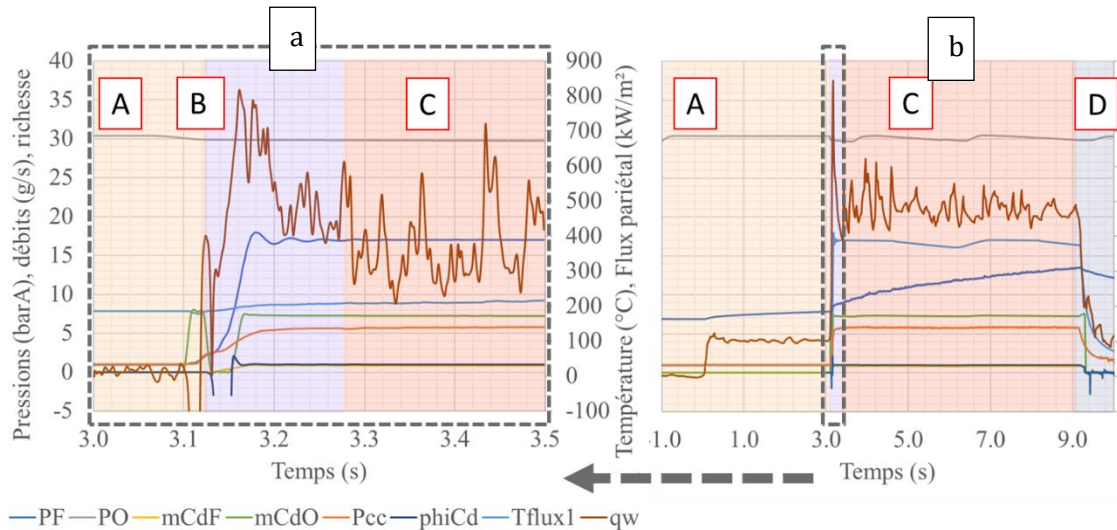 a
b
A
B
C
A
C
D
40
35
30
25
20
15
10
5
0
-5
Pressions (barA), débits (g/s), richesse
900
800
700
600
500
400
300
200
100
0
-100
Température (°C), Flux pariétal (kW/m²)
3.0 3.1 3.2 3.3 3.4 3.5
Temps (s)
-1.0 1.0 3.0 5.0 7.0 9.0
Temps (s)
PF PO mCdF mCdO Pcc phiCd Tflux1 qw